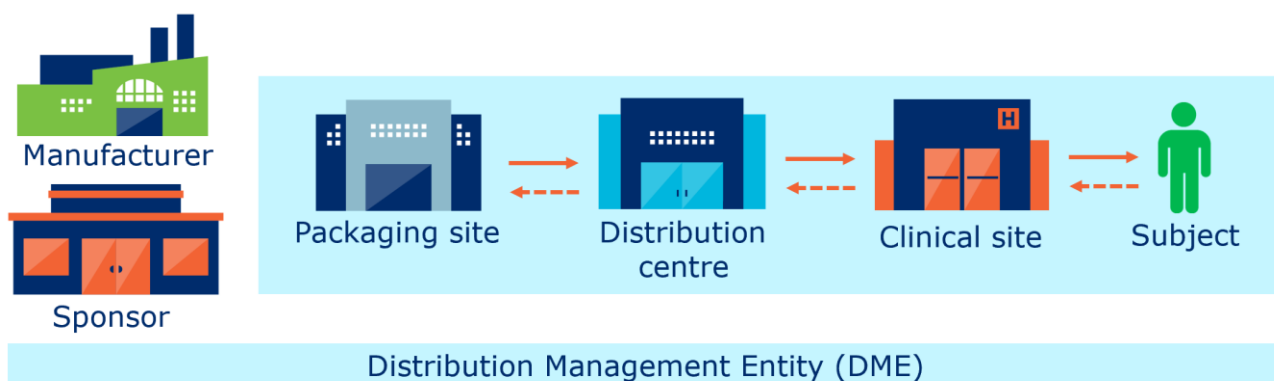 Manufacturer
Sponsor
Packaging site
Distribution
centre
Clinical site
H
Subject
Distribution Management Entity (DME)